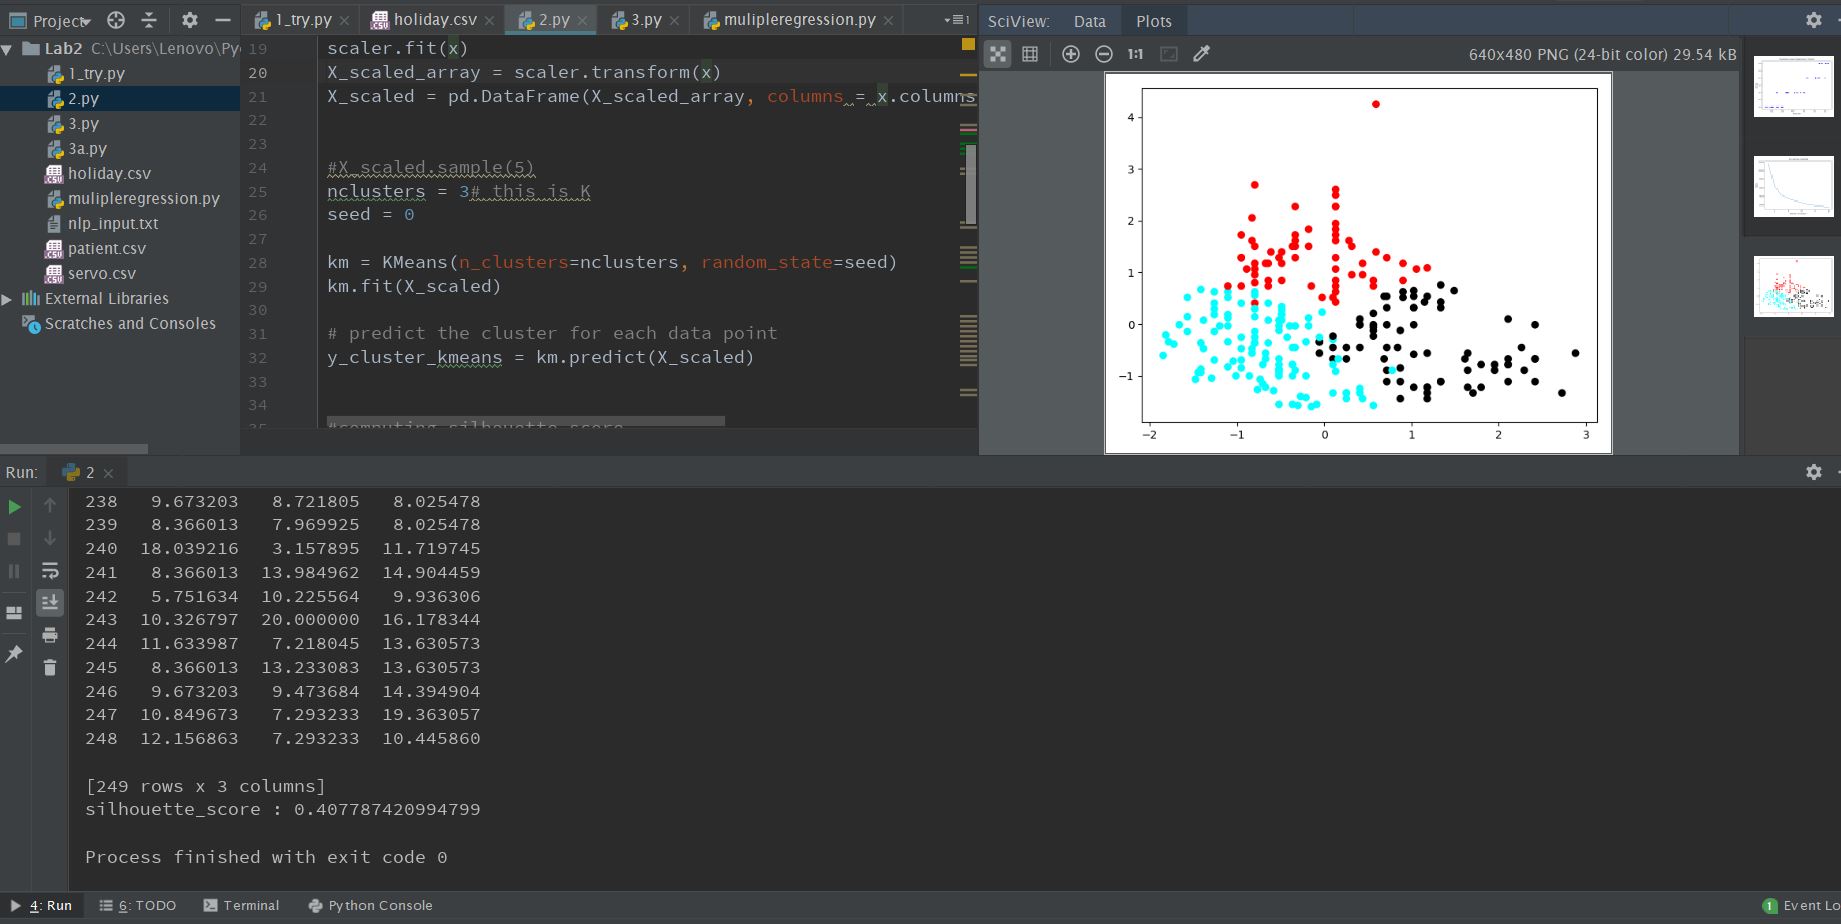 Project
1_try.py
holiday.csv
2.py
3.py
mulipleregression.py
SciView:
Data
Plots
Lab2 C:\Users\Lenovo\Py
1_try.py
2.py
3.py
3a.py
holiday.csv
mulipleregression.py
nlp_input.txt
patient.csv
servo.csv
External Libraries
Scratches and Consoles
19 scaler.fit(x)
20 X_scaled_array = scaler.transform(x)
21 X_scaled = pd.DataFrame(X_scaled_array, columns = x.columns
22
23
24 #X_scaled.sample(5)
25 nclusters = 3# this is K
26 seed = 0
27
28 km = KMeans(n_clusters=nclusters, random_state=seed)
29 km.fit(X_scaled)
30
31 # predict the cluster for each data point
32 y_cluster_kmeans = km.predict(X_scaled)
33
34
35 #computing silhouette score
1:1
640x480 PNG (24-bit color) 29.54 kB
4
3
2
1
0
−1
−2 −1 0 1 2 3
Run: 2
238 9.673203 8.721805 8.025478
239 8.366013 7.969925 8.025478
240 18.039216 3.157895 11.719745
241 8.366013 13.984962 14.904459
242 5.751634 10.225564 9.936306
243 10.326797 20.000000 16.178344
244 11.633987 7.218045 13.630573
245 8.366013 13.233083 13.630573
246 9.673203 9.473684 14.394904
247 10.849673 7.293233 19.363057
248 12.156863 7.293233 10.445860
[249 rows x 3 columns]
silhouette_score : 0.407787420994799
Process finished with exit code 0
4: Run
6: TODO
Terminal
Python Console
1 Event Lo